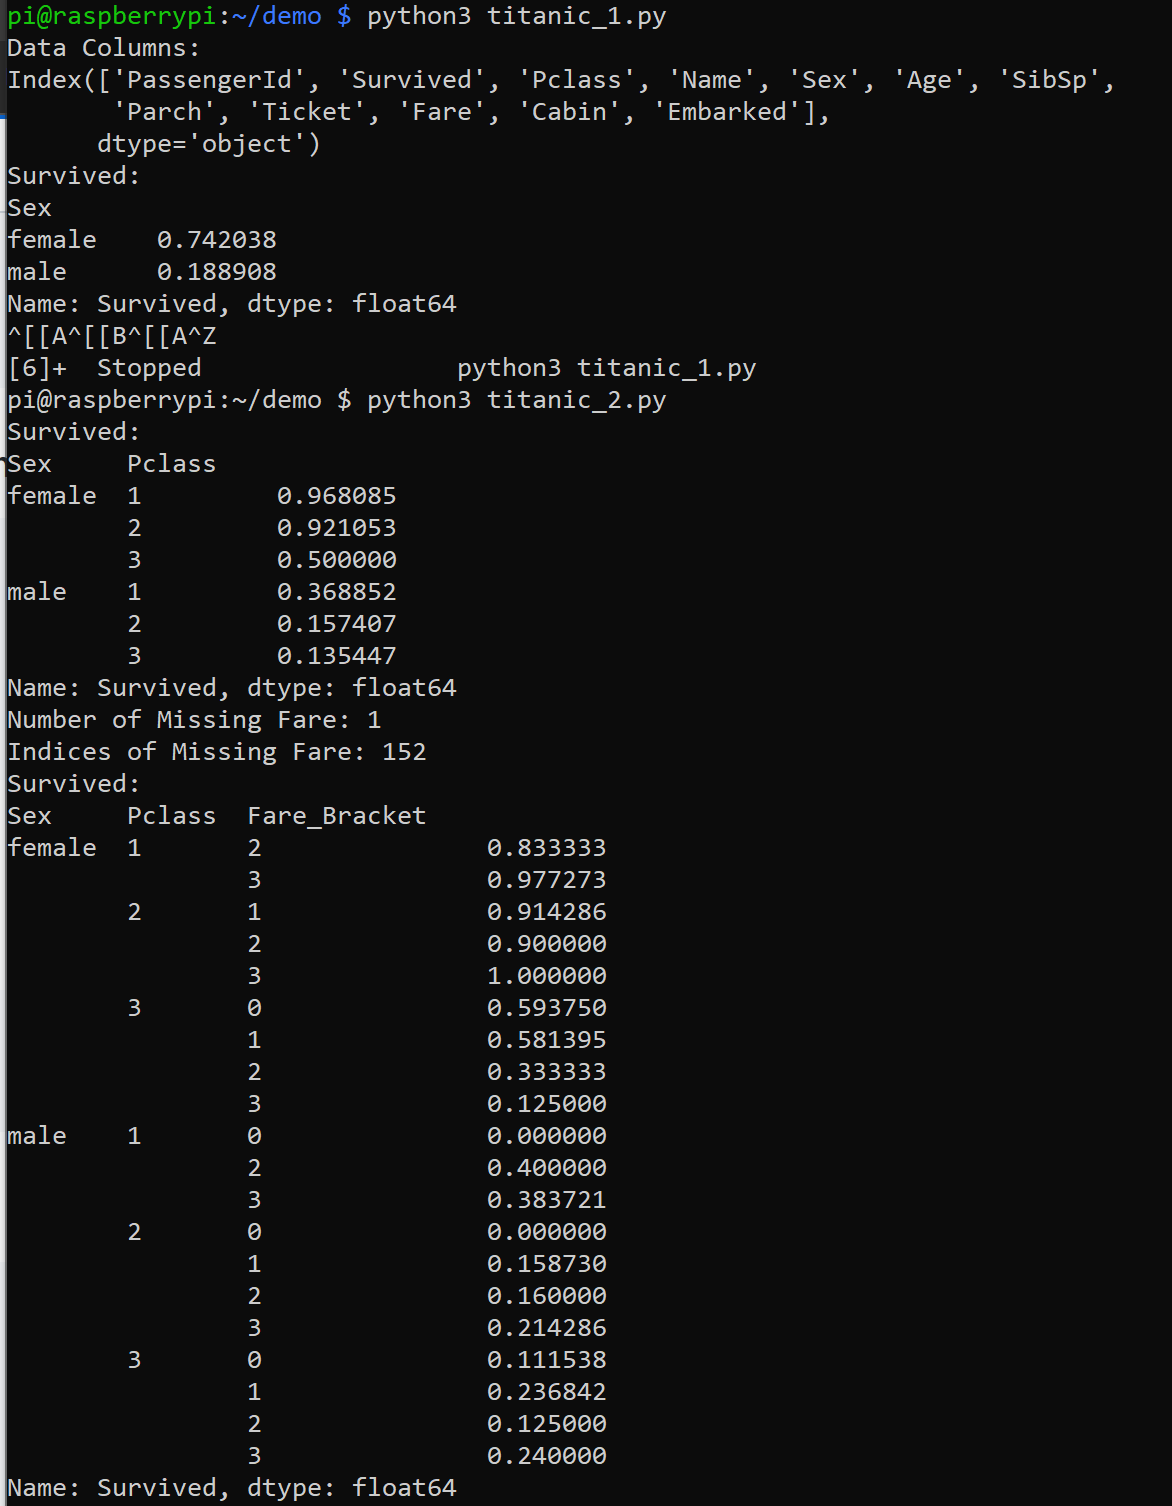 pi@raspberrypi:~/demo $ python3 titanic_1.py
Data Columns:
Index(['PassengerId', 'Survived', 'Pclass', 'Name', 'Sex', 'Age', 'SibSp',
       'Parch', 'Ticket', 'Fare', 'Cabin', 'Embarked'],
      dtype='object')
Survived:
Sex
female    0.742038
male      0.188908
Name: Survived, dtype: float64
^[[A^[[B^[[A^Z
[6]+  Stopped                 python3 titanic_1.py
pi@raspberrypi:~/demo $ python3 titanic_2.py
Survived:
Sex     Pclass
female  1         0.968085
        2         0.921053
        3         0.500000
male    1         0.368852
        2         0.157407
        3         0.135447
Name: Survived, dtype: float64
Number of Missing Fare: 1
Indices of Missing Fare: 152
Survived:
Sex     Pclass  Fare_Bracket
female  1       2               0.833333
                3               0.977273
        2       1               0.914286
                2               0.900000
                3               1.000000
        3       0               0.593750
                1               0.581395
                2               0.333333
                3               0.125000
male    1       0               0.000000
                2               0.400000
                3               0.383721
        2       0               0.000000
                1               0.158730
                2               0.160000
                3               0.214286
        3       0               0.111538
                1               0.236842
                2               0.125000
                3               0.240000
Name: Survived, dtype: float64